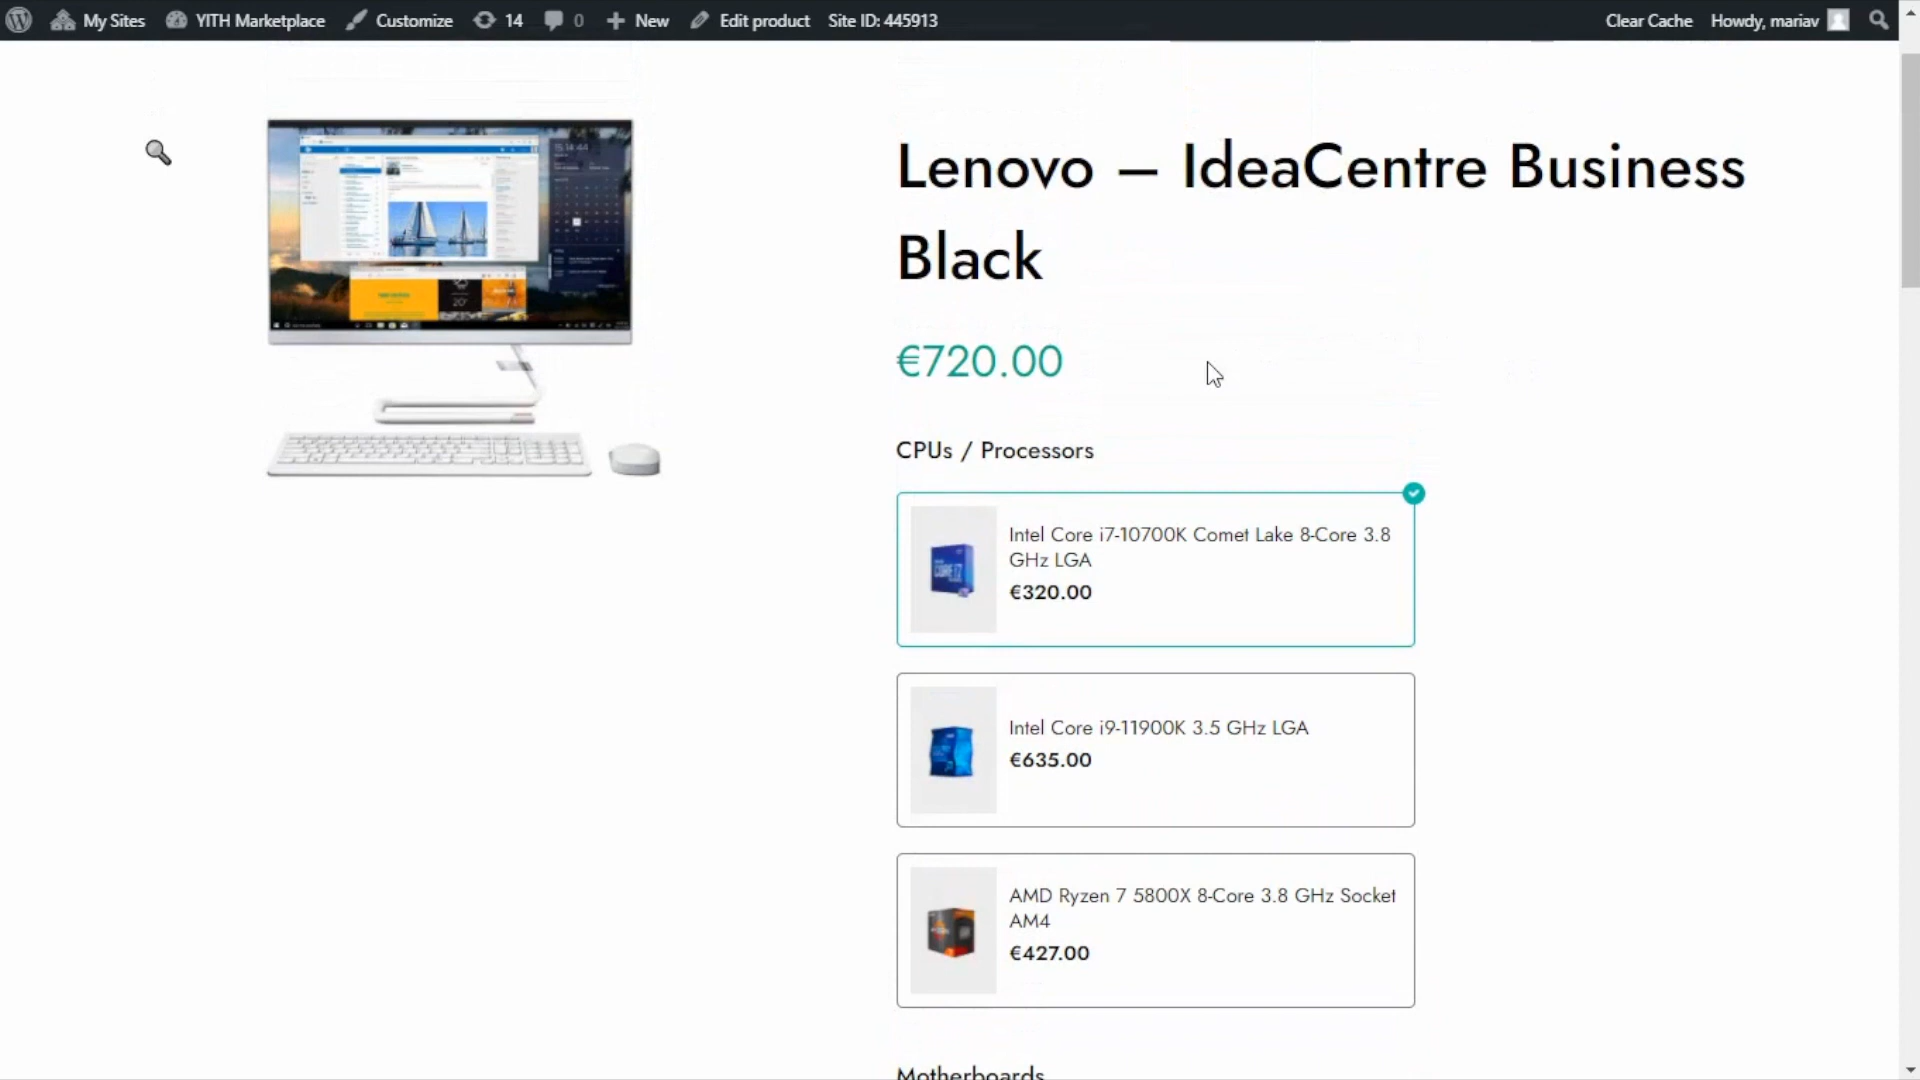 My Sites YITH Marketplace Customize 14 0 New Edit product Site ID: 445913 Clear Cache Howdy, mariav
Lenovo – IdeaCentre Business
Black
€720.00
CPUs / Processors
Intel Core i7-10700K Comet Lake 8-Core 3.8
GHz LGA
€320.00
Intel Core i9-11900K 3.5 GHz LGA
€635.00
AMD Ryzen 7 5800X 8-Core 3.8 GHz Socket
AM4
€427.00
Motherboards